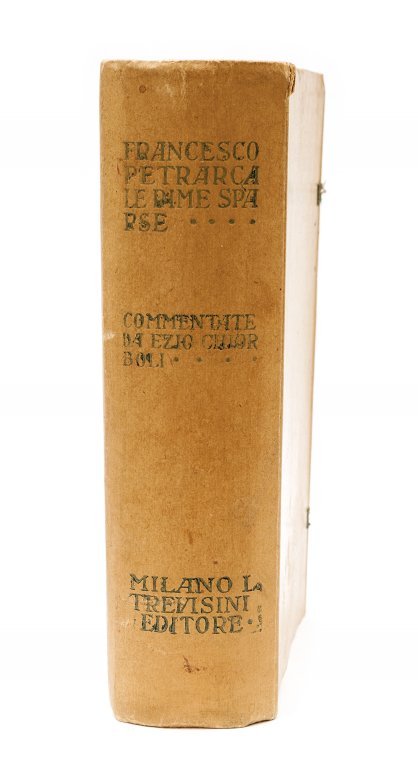 FRANCESCO
PETRARCA
LE RIME SPA
RSE • • • •
COMMENTATE
DA EZIO CHIOR
BOLI • • • •
MILANO L.
TREVISINI
EDITORE •